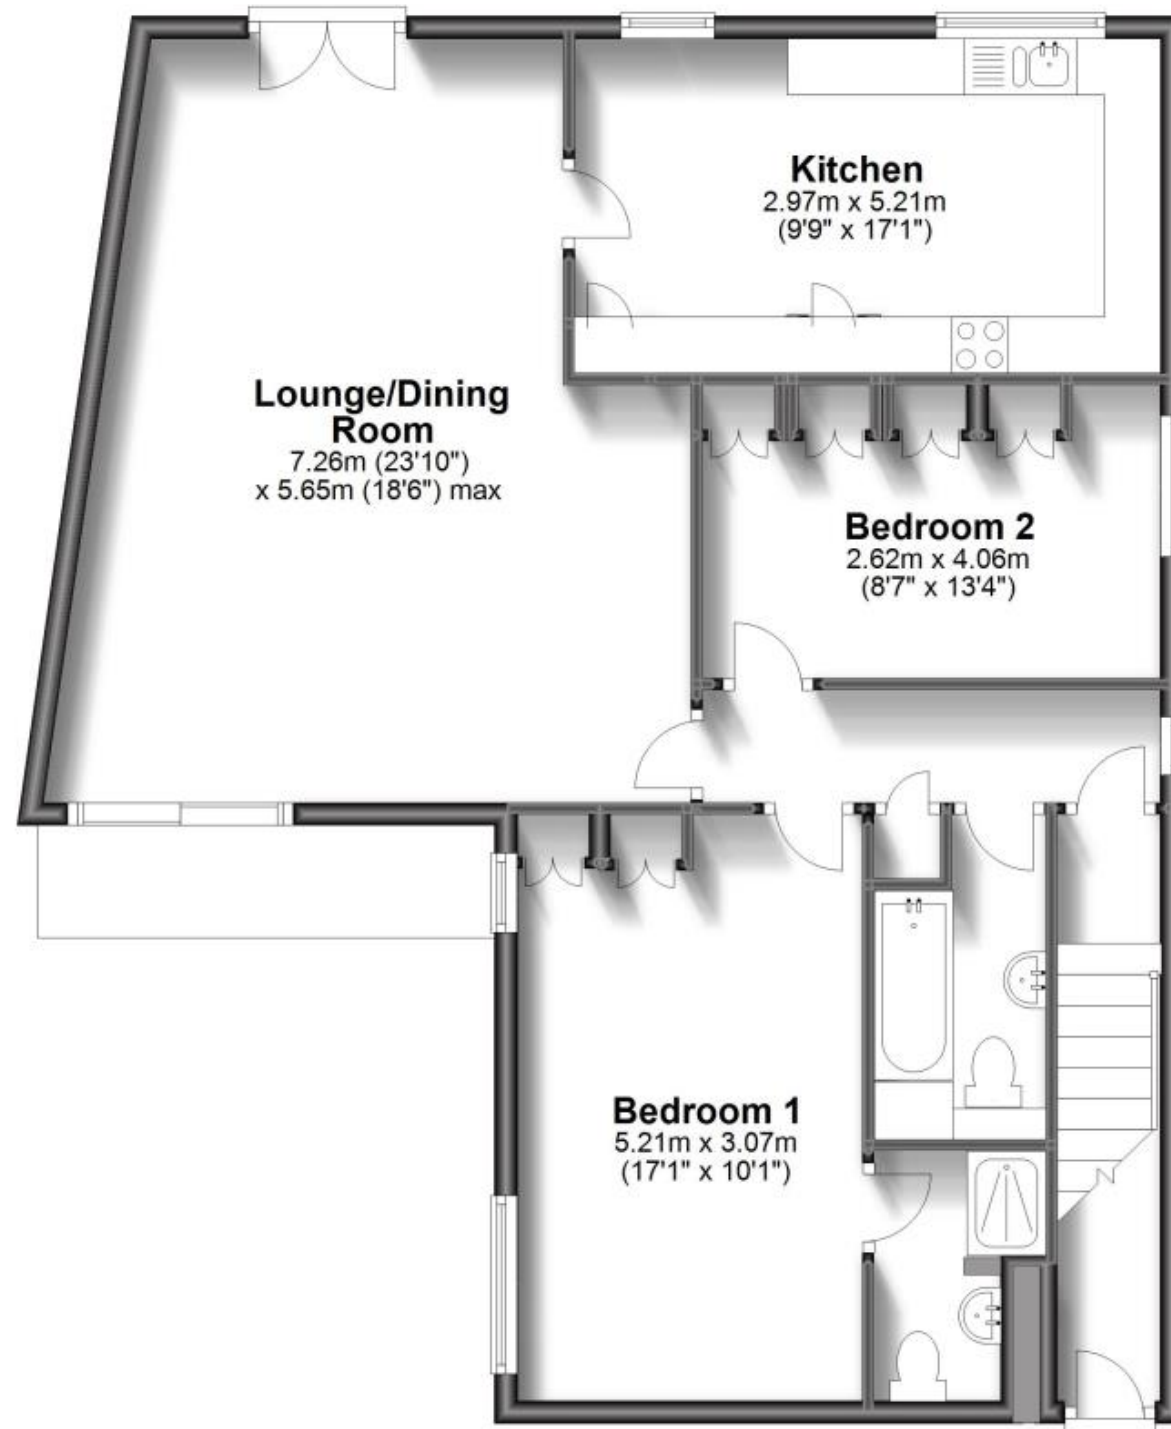 Kitchen
2.97m x 5.21m
(9'9" x 17'1")
Lounge/Dining
Room
7.26m (23'10")
x 5.65m (18'6") max
Bedroom 2
2.62m x 4.06m
(8'7" x 13'4")
Bedroom 1
5.21m x 3.07m
(17'1" x 10'1")